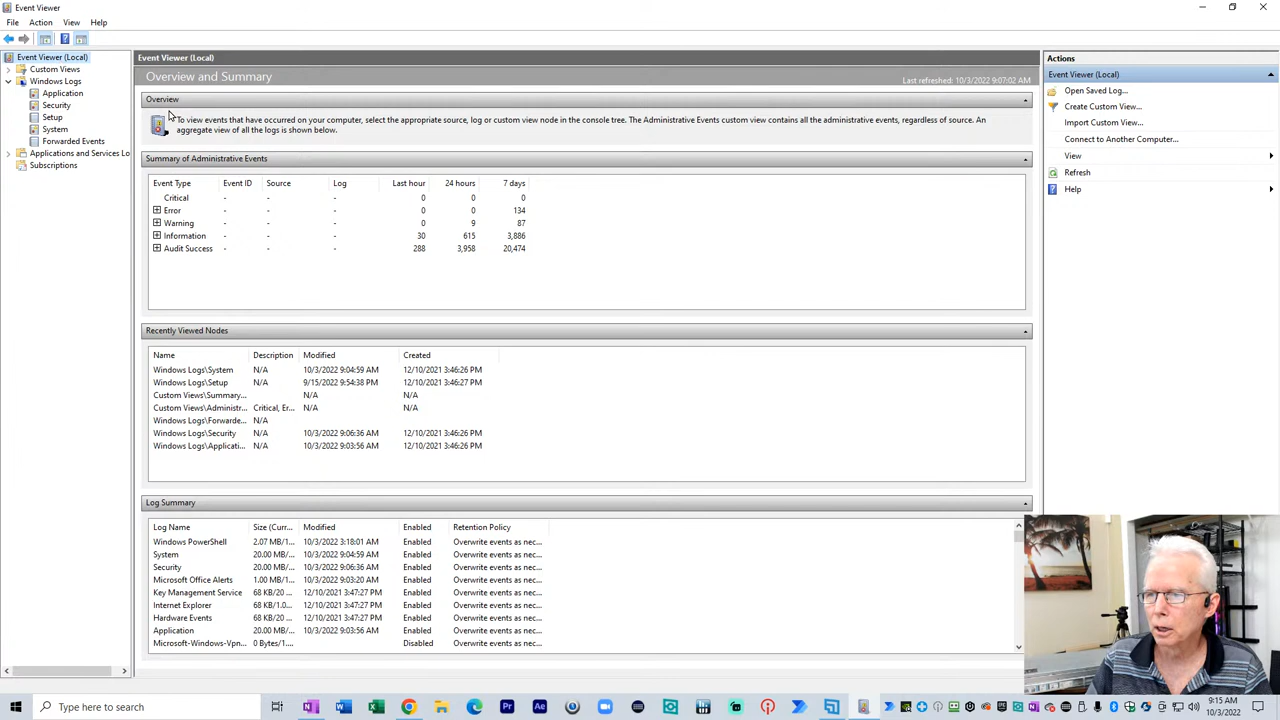 Event Viewer
File Action View Help
Event Viewer (Local)
Custom Views
Windows Logs
Application
Security
Setup
System
Forwarded Events
Applications and Services Lo
Subscriptions
Event Viewer (Local)
Overview and Summary
Last refreshed: 10/3/2022 9:07:02 AM
Overview
To view events that have occurred on your computer, select the appropriate source, log or custom view node in the console tree. The Administrative Events custom view contains all the administrative events, regardless of source. An
aggregate view of all the logs is shown below.
Summary of Administrative Events
Event Type Event ID Source Log Last hour 24 hours 7 days
Critical - - - 0 0 0
Error - - - 0 0 134
Warning - - - 0 9 87
Information - - - 30 615 3,886
Audit Success - - - 288 3,958 20,474
Recently Viewed Nodes
Name Description Modified Created
Windows Logs\System N/A 10/3/2022 9:04:59 AM 12/10/2021 3:46:26 PM
Windows Logs\Setup N/A 9/15/2022 9:54:38 PM 12/10/2021 3:46:27 PM
Custom Views\Summary... N/A N/A
Custom Views\Administr... Critical, Er... N/A N/A
Windows Logs\Forwarde... N/A
Windows Logs\Security N/A 10/3/2022 9:06:36 AM 12/10/2021 3:46:26 PM
Windows Logs\Applicati... N/A 10/3/2022 9:03:56 AM 12/10/2021 3:46:26 PM
Log Summary
Log Name Size (Curr... Modified Enabled Retention Policy
Windows PowerShell 2.07 MB/1... 10/3/2022 3:18:01 AM Enabled Overwrite events as nec...
System 20.00 MB/... 10/3/2022 9:04:59 AM Enabled Overwrite events as nec...
Security 20.00 MB/... 10/3/2022 9:06:36 AM Enabled Overwrite events as nec...
Microsoft Office Alerts 1.00 MB/1... 10/3/2022 9:03:20 AM Enabled Overwrite events as nec...
Key Management Service 68 KB/20 ... 12/10/2021 3:47:27 PM Enabled Overwrite events as nec...
Internet Explorer 68 KB/1.0... 12/10/2021 3:47:27 PM Enabled Overwrite events as nec...
Hardware Events 68 KB/20 ... 12/10/2021 3:47:27 PM Enabled Overwrite events as nec...
Application 20.00 MB/... 10/3/2022 9:03:56 AM Enabled Overwrite events as nec...
Microsoft-Windows-Vpn... 0 Bytes/1.... Disabled Overwrite events as nec...
Actions
Event Viewer (Local)
Open Saved Log...
Create Custom View...
Import Custom View...
Connect to Another Computer...
View
Refresh
Help
Type here to search
9:15 AM
10/3/2022